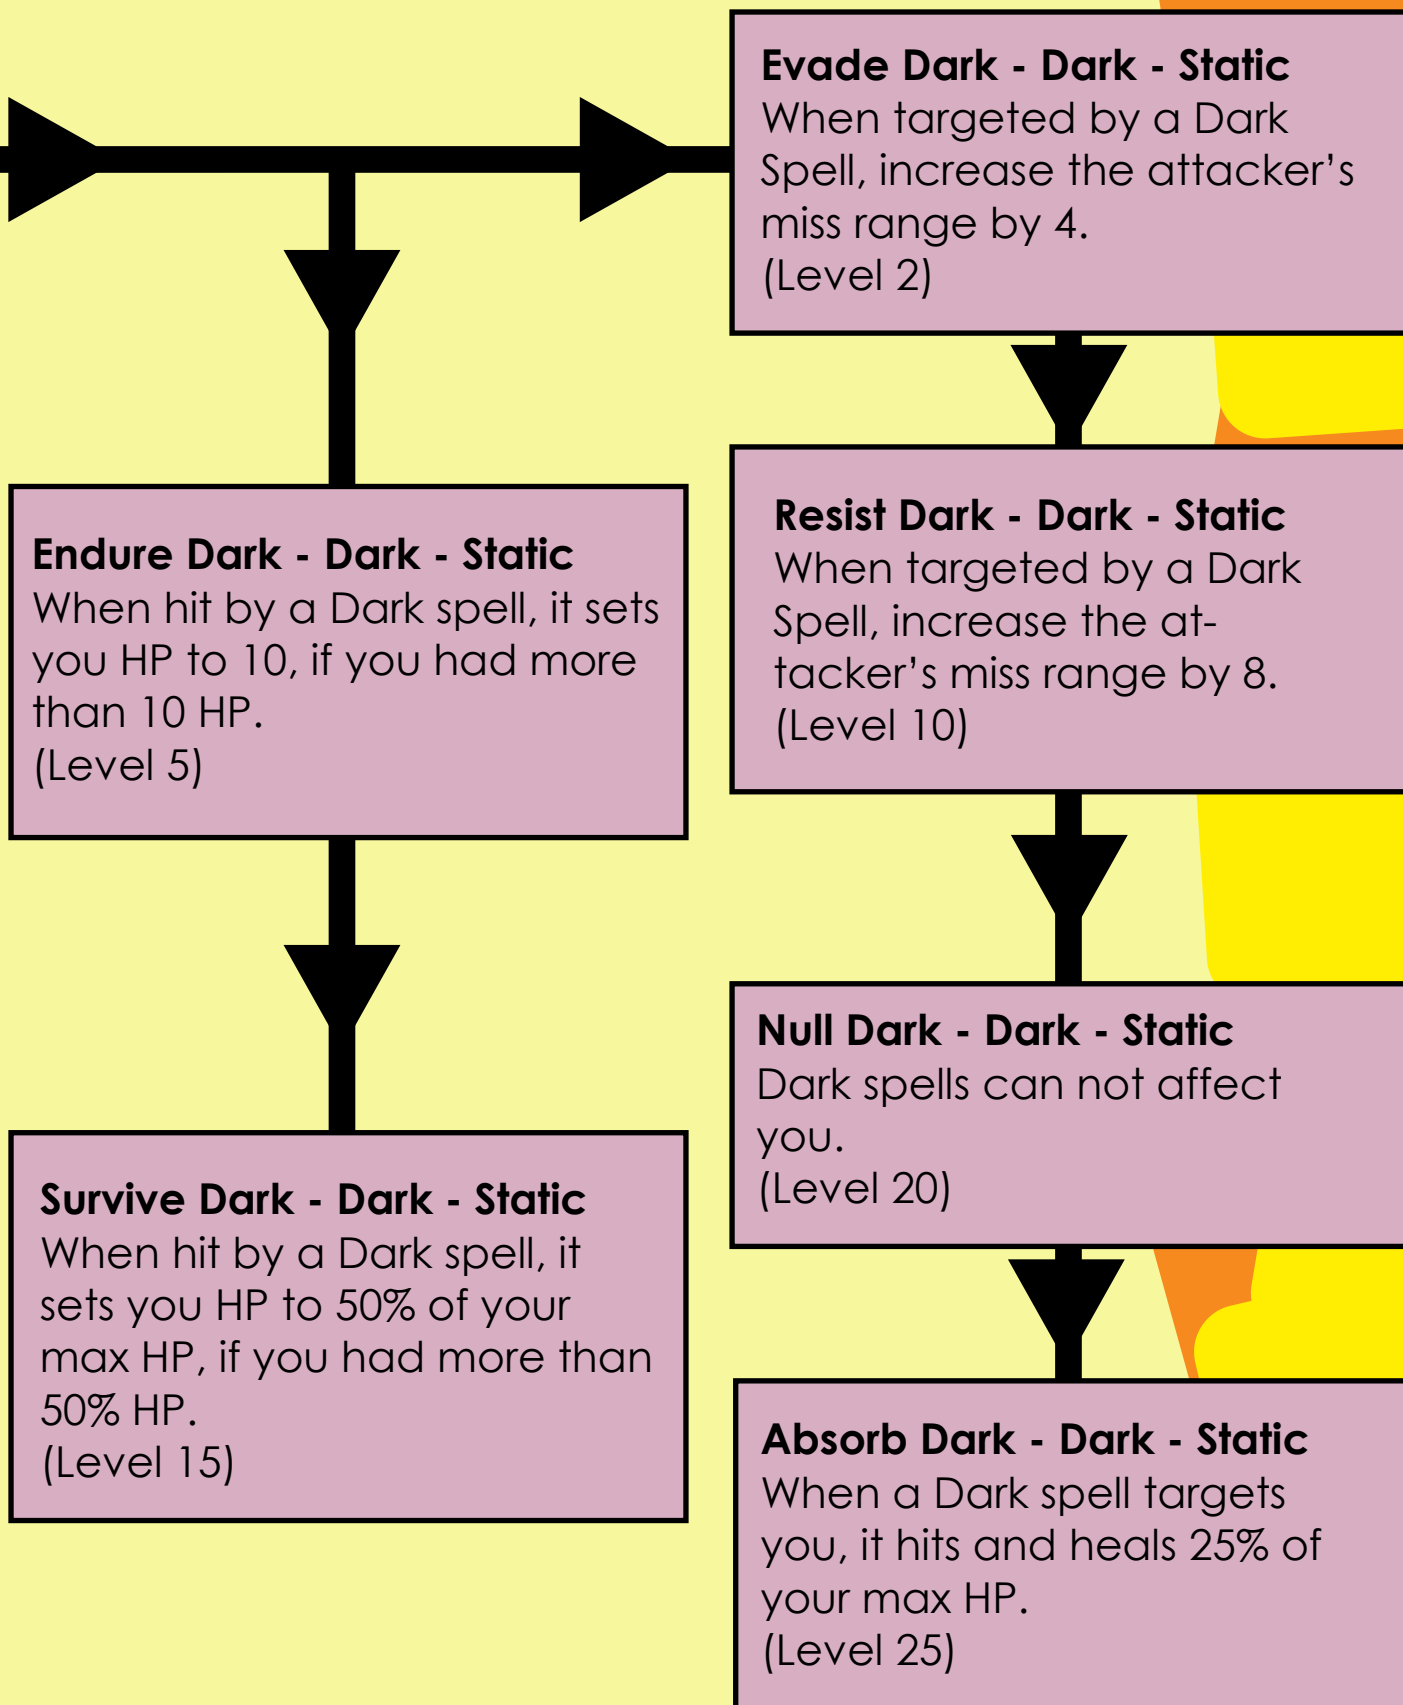 Evade Dark - Dark - Static
When targeted by a Dark
Spell, increase the attacker’s
miss range by 4.
(Level 2)
Endure Dark - Dark - Static
When hit by a Dark spell, it sets
you HP to 10, if you had more
than 10 HP.
(Level 5)
Resist Dark - Dark - Static
When targeted by a Dark
Spell, increase the at-
tacker’s miss range by 8.
(Level 10)
Null Dark - Dark - Static
Dark spells can not affect
you.
(Level 20)
Survive Dark - Dark - Static
When hit by a Dark spell, it
sets you HP to 50% of your
max HP, if you had more than
50% HP.
(Level 15)
Absorb Dark - Dark - Static
When a Dark spell targets
you, it hits and heals 25% of
your max HP.
(Level 25)